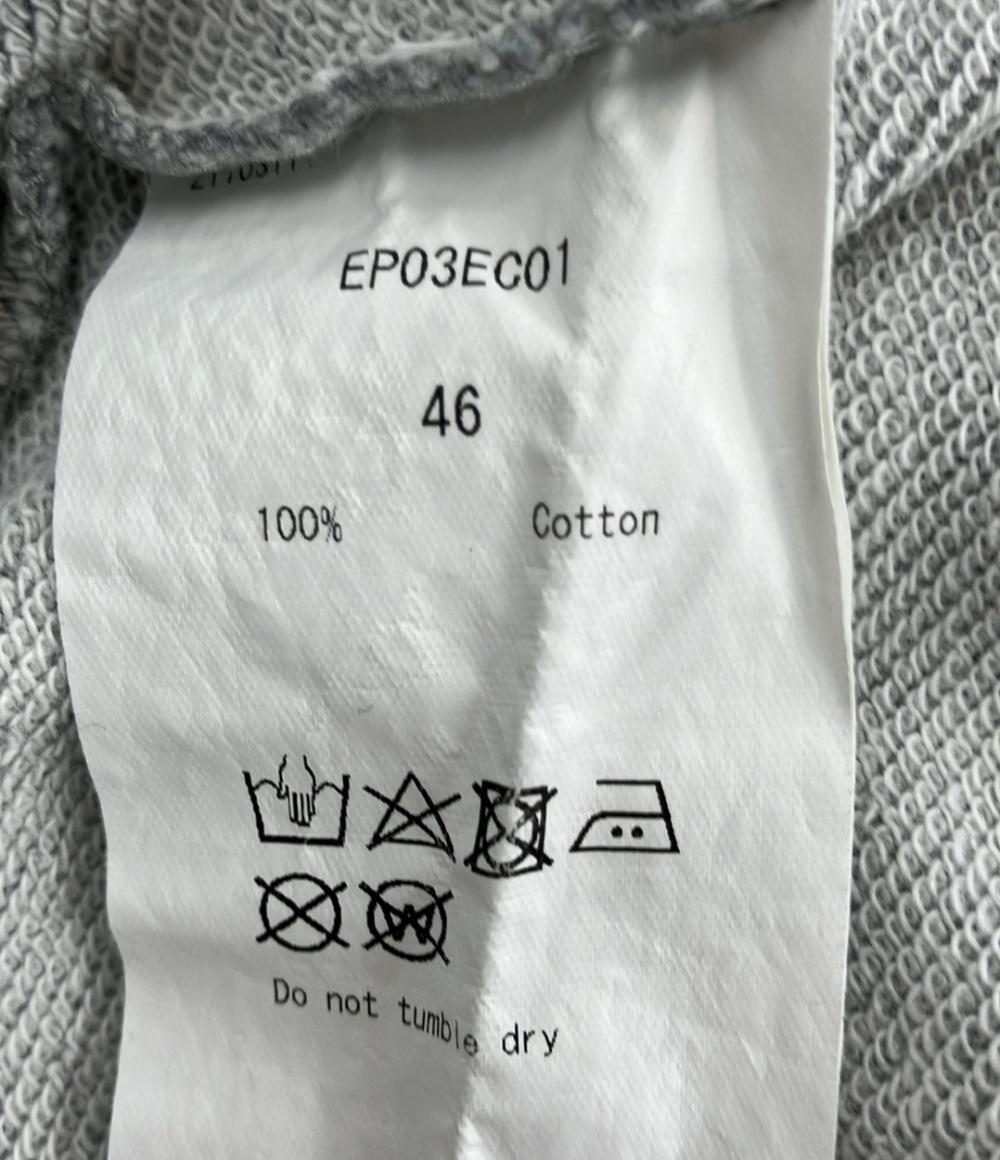 EP03EC01
46
100% Cotton
Do not tumble dry